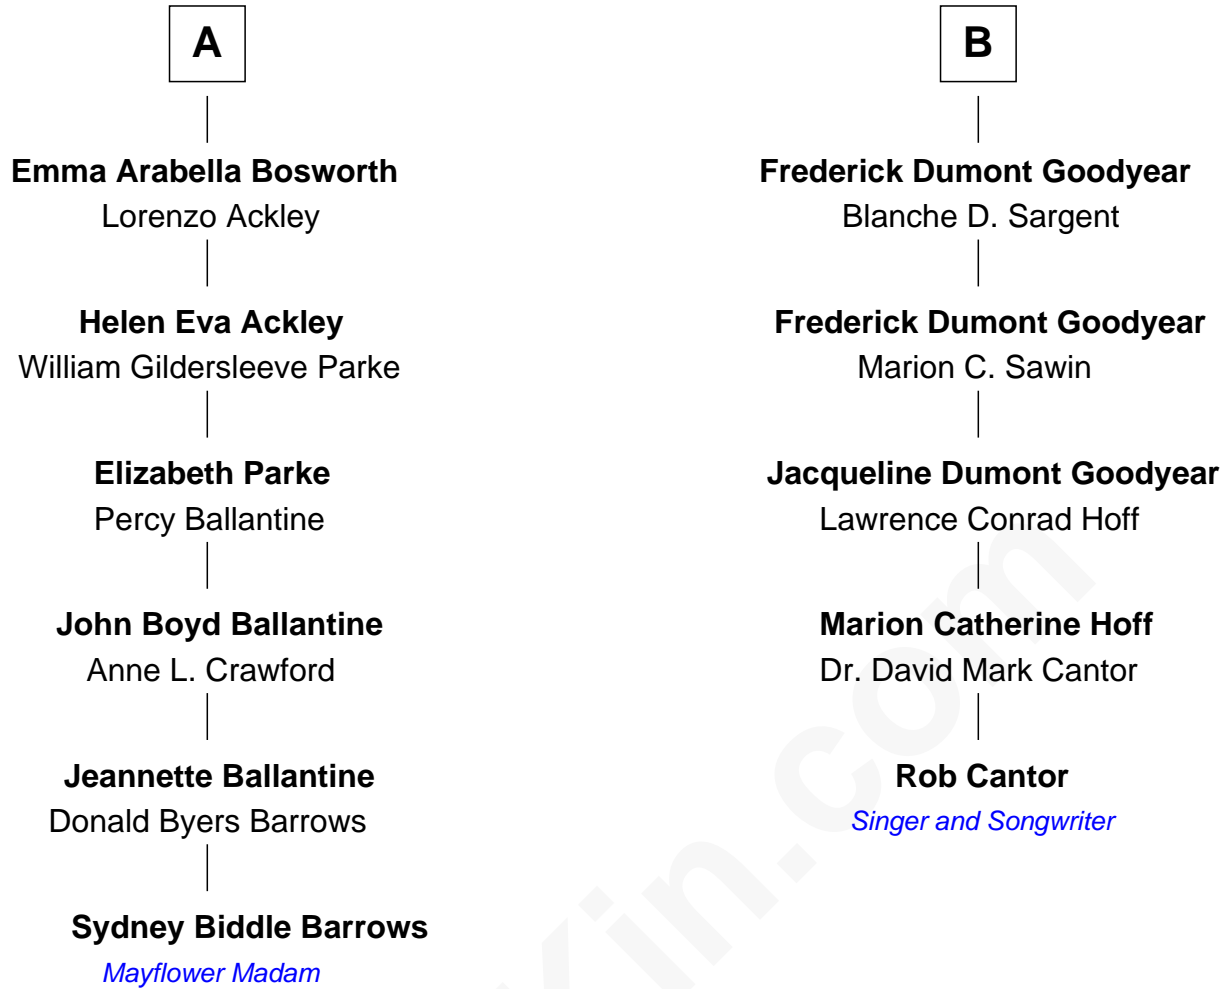 A
Emma Arabella Bosworth
Lorenzo Ackley
Helen Eva Ackley
William Gildersleeve Parke
Elizabeth Parke
Percy Ballantine
John Boyd Ballantine
Anne L. Crawford
Jeannette Ballantine
Donald Byers Barrows
Sydney Biddle Barrows
Mayflower Madam
B
Frederick Dumont Goodyear
Blanche D. Sargent
Frederick Dumont Goodyear
Marion C. Sawin
Jacqueline Dumont Goodyear
Lawrence Conrad Hoff
Marion Catherine Hoff
Dr. David Mark Cantor
Rob Cantor
Singer and Songwriter
Kin.com